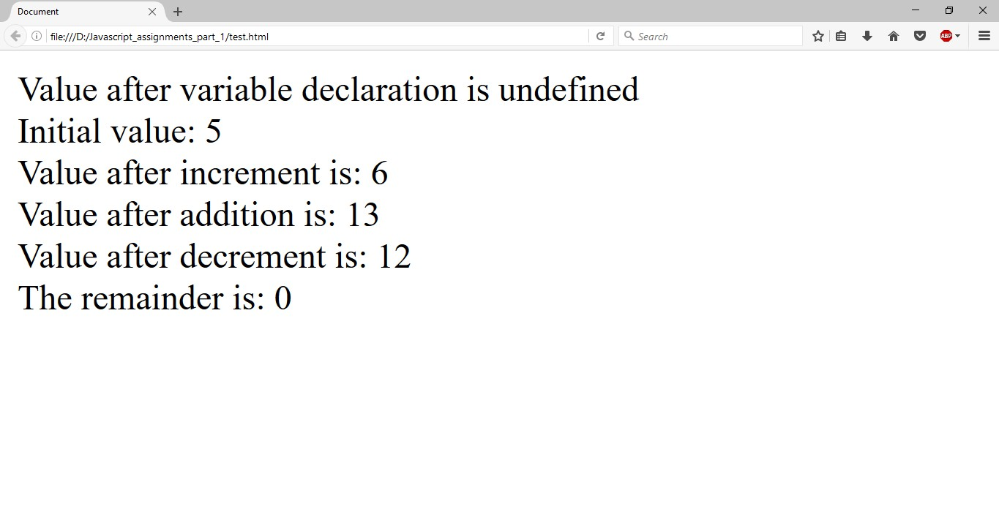 Document
file:///D:/Javascript_assignments_part_1/test.html
Search
ABP
Value after variable declaration is undefined
Initial value: 5
Value after increment is: 6
Value after addition is: 13
Value after decrement is: 12
The remainder is: 0